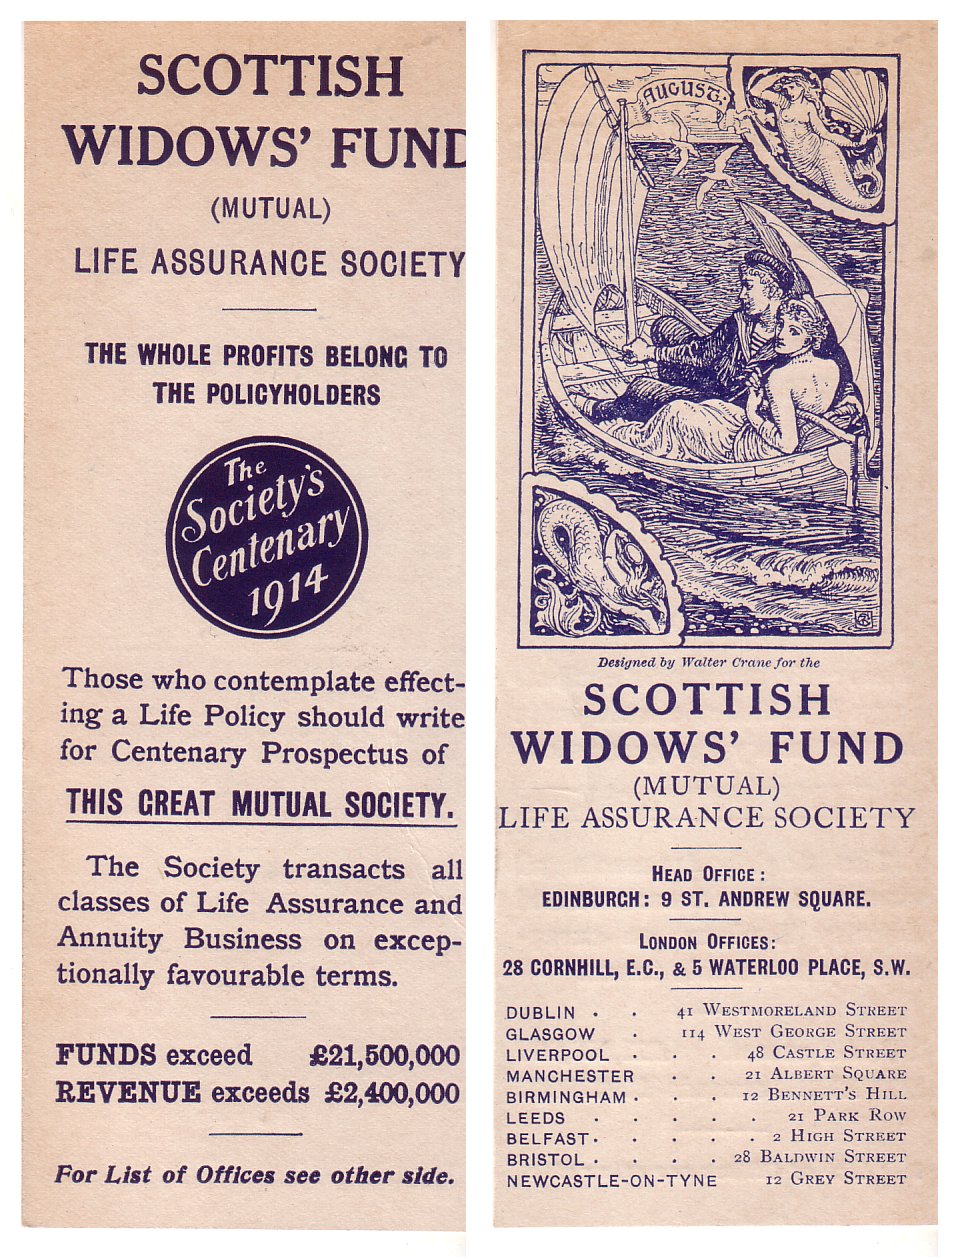 SCOTTISH
WIDOWS' FUND
(MUTUAL)
LIFE ASSURANCE SOCIETY
THE WHOLE PROFITS BELONG TO
THE POLICYHOLDERS
The
Society's
Centenary
1914
Those who contemplate effect-
ing a Life Policy should write
for Centenary Prospectus of
THIS GREAT MUTUAL SOCIETY.
The Society transacts all
classes of Life Assurance and
Annuity Business on excep-
tionally favourable terms.
FUNDS exceed £21,500,000
REVENUE exceeds £2,400,000
For List of Offices see other side.
AUGUST:
Designed by Walter Crane for the
SCOTTISH
WIDOWS' FUND
(MUTUAL)
LIFE ASSURANCE SOCIETY
HEAD OFFICE:
EDINBURGH: 9 ST. ANDREW SQUARE.
LONDON OFFICES:
28 CORNHILL, E.C., & 5 WATERLOO PLACE, S.W.
DUBLIN . . 41 WESTMORELAND STREET
GLASGOW . 114 WEST GEORGE STREET
LIVERPOOL . . . 48 CASTLE STREET
MANCHESTER . . 21 ALBERT SQUARE
BIRMINGHAM . . . 12 BENNETT'S HILL
LEEDS . . . . . 21 PARK ROW
BELFAST . . . . . 2 HIGH STREET
BRISTOL . . . . 28 BALDWIN STREET
NEWCASTLE-ON-TYNE 12 GREY STREET